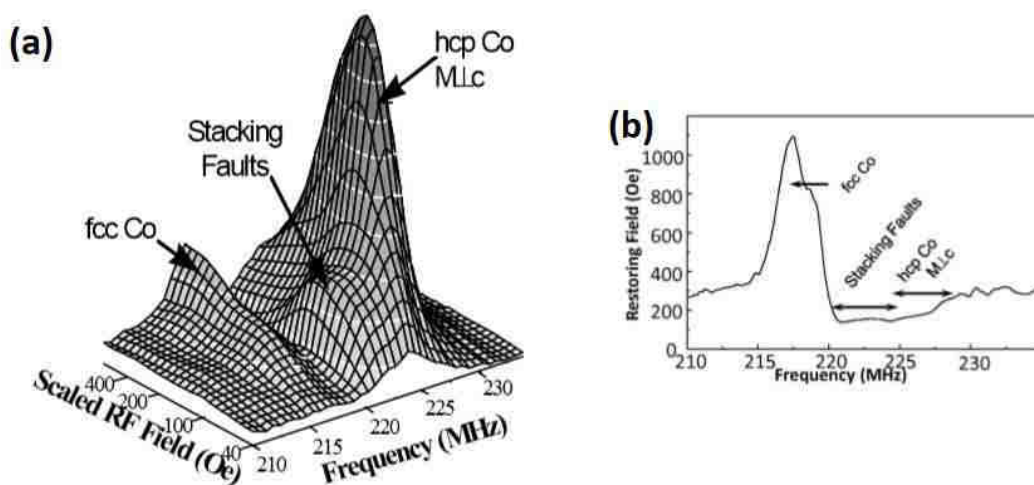 (a)
hcp Co
M⊥c
Stacking
Faults
fcc Co
400
200
100
40
Scaled RF Field (Oe)
210
215
220
225
230
Frequency (MHz)
(b)
Restoring Field (Oe)
1000
800
600
400
200
0
fcc Co
Stacking Faults
hcp Co
M⊥c
210
215
220
225
230
Frequency (MHz)